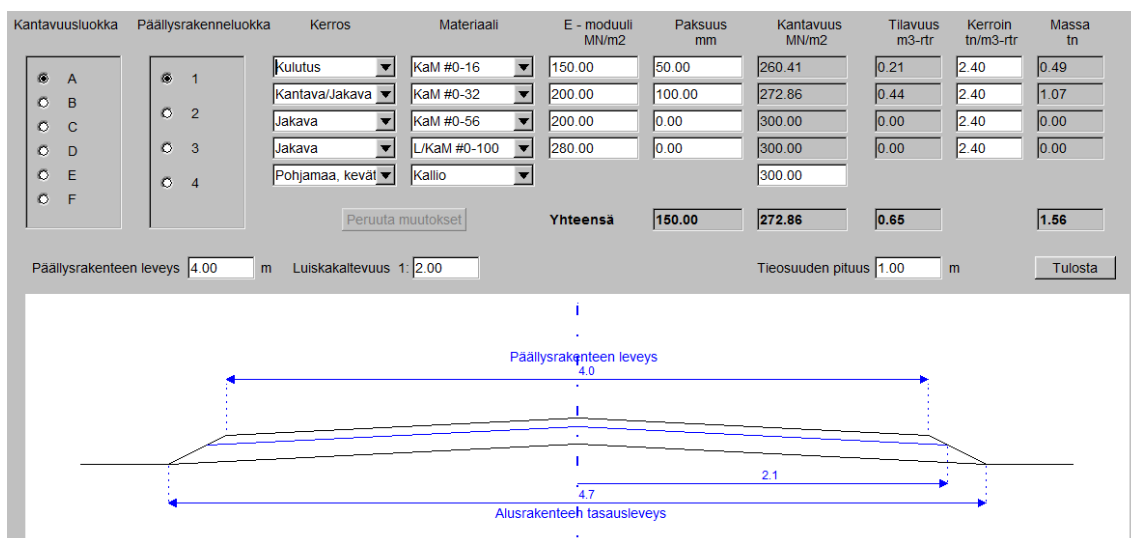 Kantavuusluokka Päällysrakenneluokka Kerros Materiaali E - moduuli Paksuus Kantavuus Tilavuus Kerroin Massa
MN/m2 mm MN/m2 m3-rtr tn/m3-rtr tn
A 1 Kulutus KaM #0-16 150.00 50.00 260.41 0.21 2.40 0.49
B Kantava/Jakava KaM #0-32 200.00 100.00 272.86 0.44 2.40 1.07
C 2 Jakava KaM #0-56 200.00 0.00 300.00 0.00 2.40 0.00
D 3 Jakava L/KaM #0-100 280.00 0.00 300.00 0.00 2.40 0.00
E 4 Pohjamaa, kevät Kallio 300.00
F
Peruuta muutokset Yhteensä 150.00 272.86 0.65 1.56
Päällysrakenteen leveys 4.00 m Luiskakaltevuus 1: 2.00 Tieosuuden pituus 1.00 m Tulosta
Päällysrakenteen leveys
4.0
2.1
4.7
Alusrakenteen tasausleveys